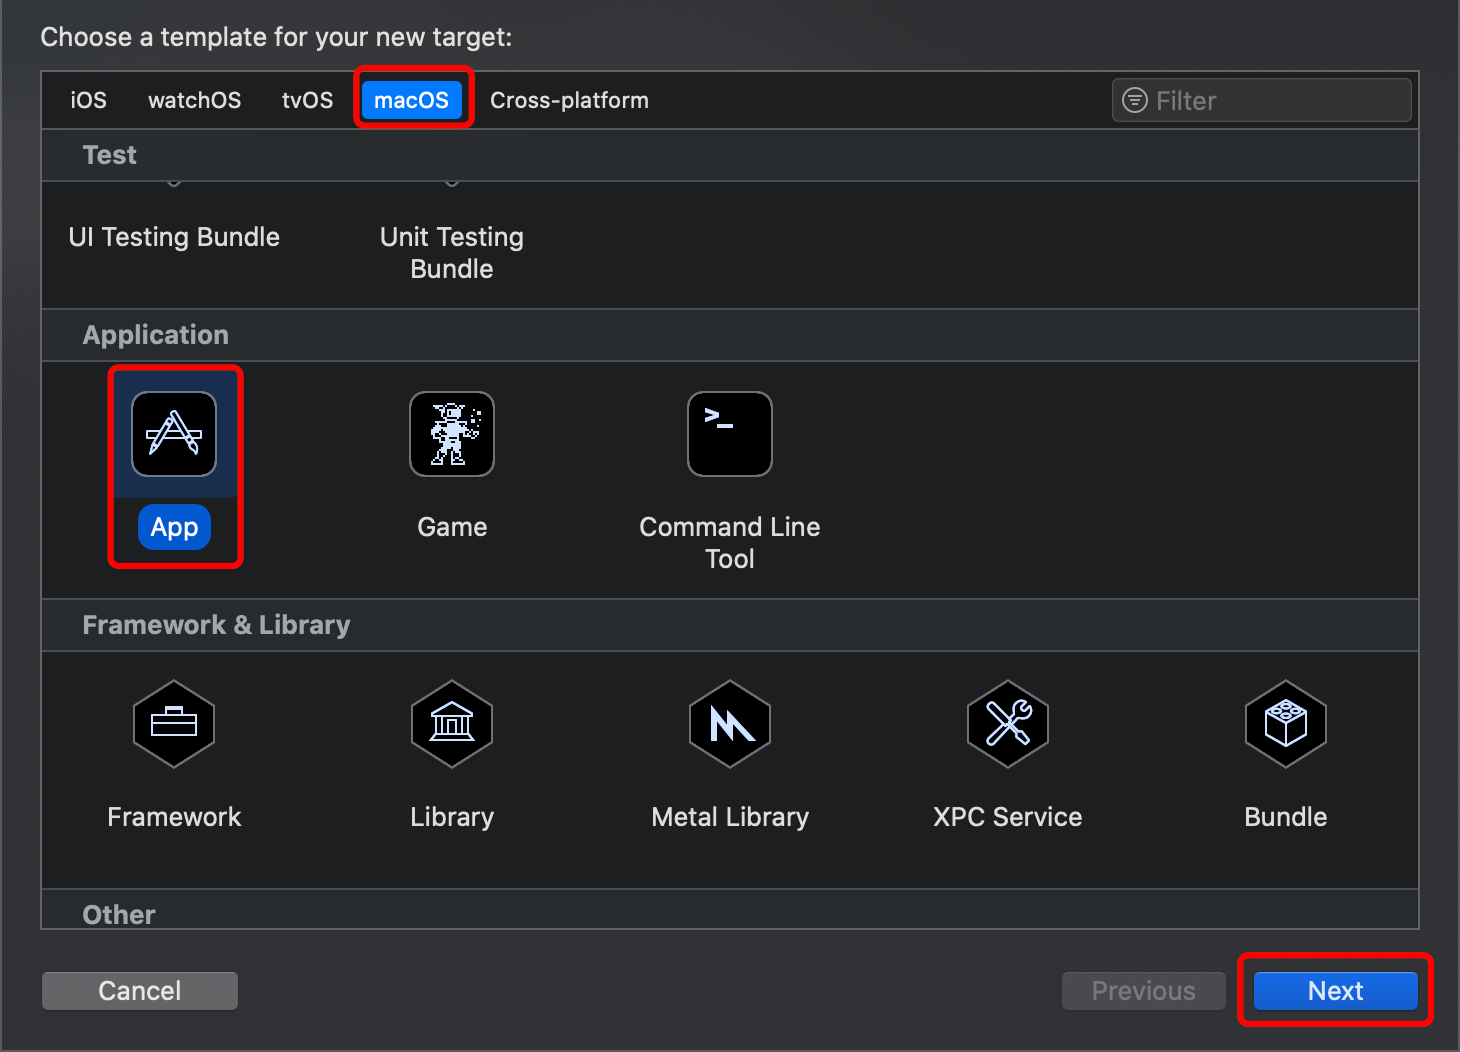 Choose a template for your new target:
iOS watchOS tvOS macOS Cross-platform Filter
Test
UI Testing Bundle Unit Testing
Bundle
Application
>_
App Game Command Line
Tool
Framework & Library
Framework Library Metal Library XPC Service Bundle
Other
Cancel Previous Next